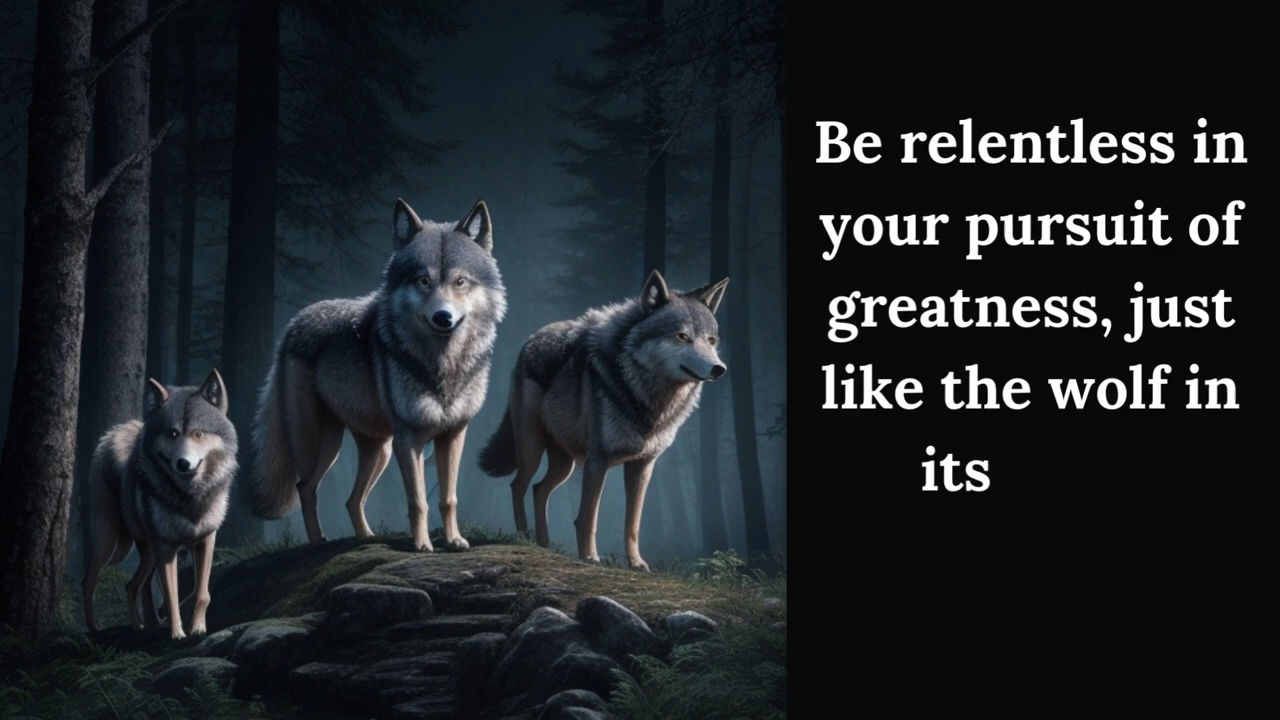 Be relentless in
your pursuit of
greatness, just
like the wolf in
its